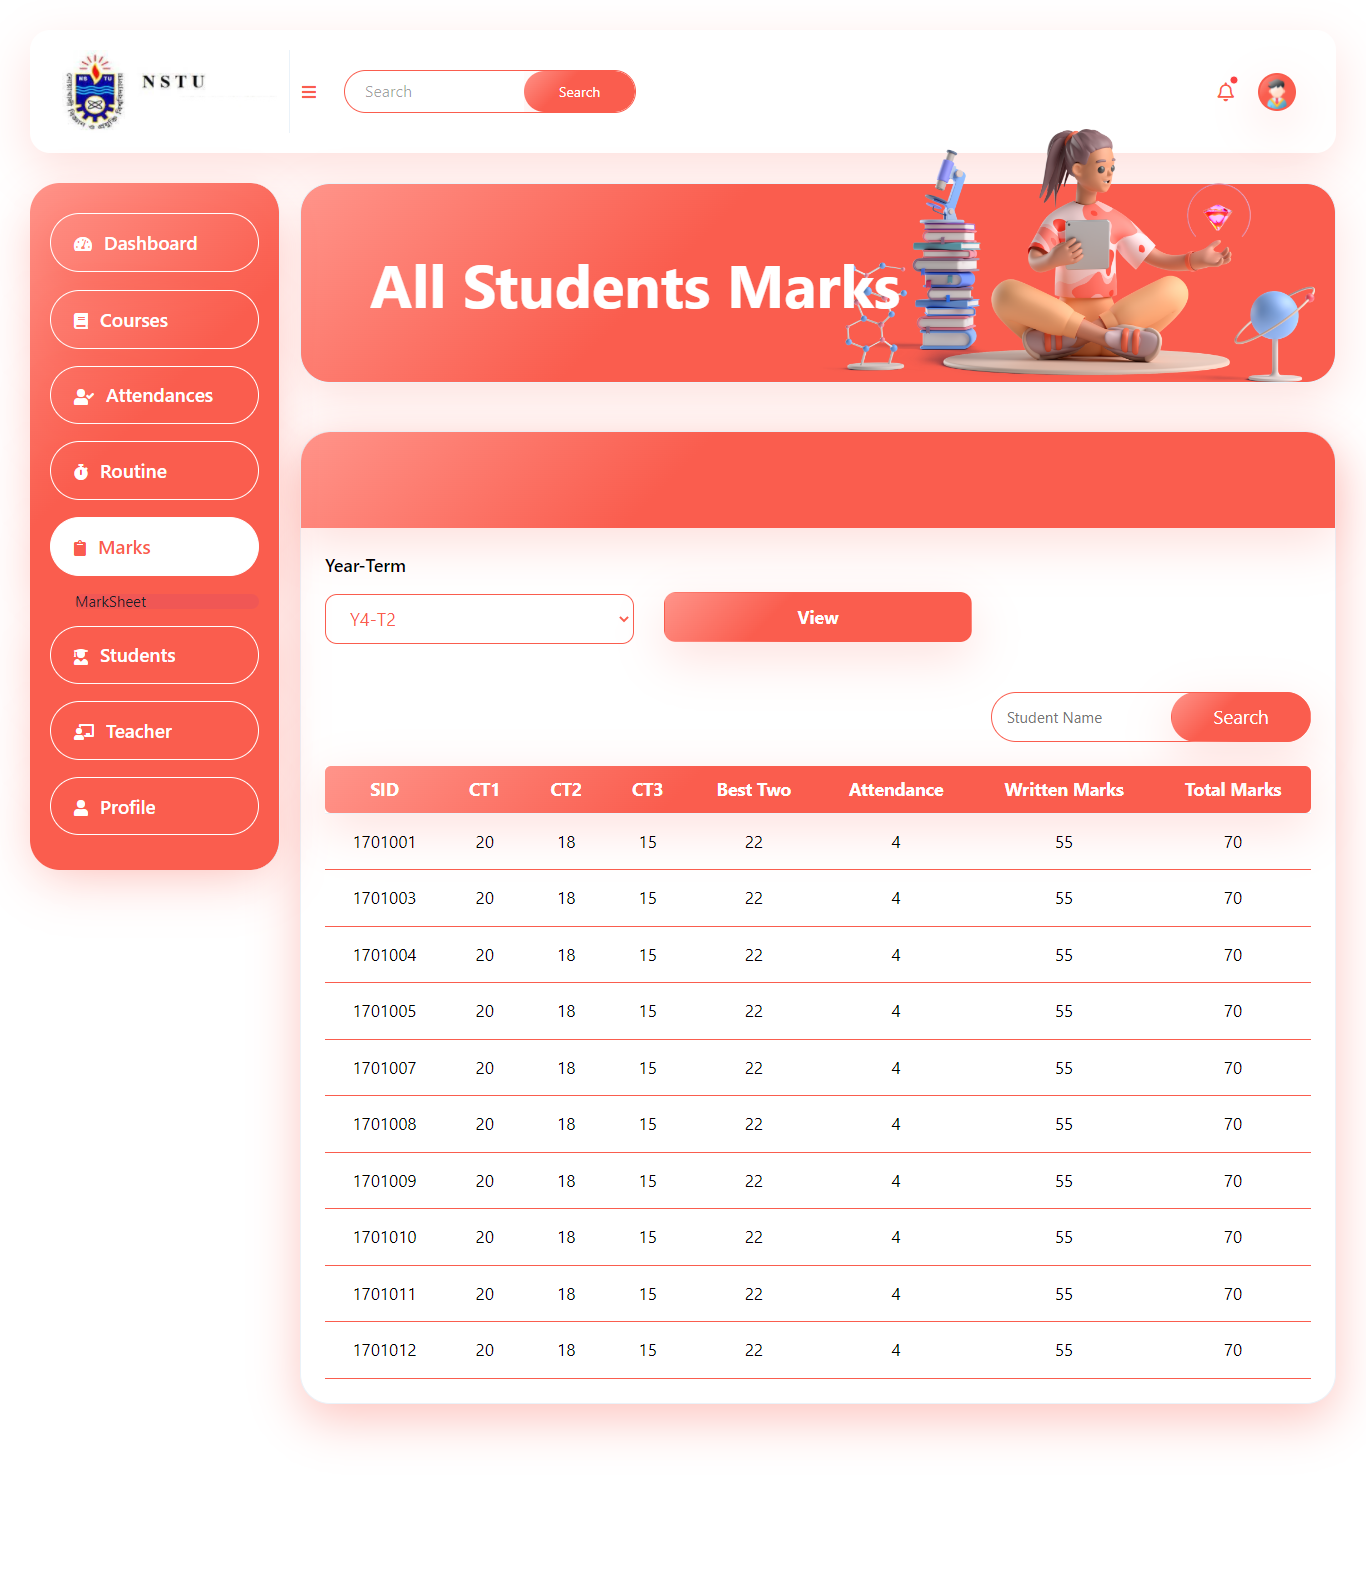 NSTU
Search
Search
Dashboard
Courses
Attendances
Routine
Marks
MarkSheet
Students
Teacher
Profile
All Students Marks
Year-Term
Y4-T2
View
Student Name
Search
SID CT1 CT2 CT3 Best Two Attendance Written Marks Total Marks
1701001 20 18 15 22 4 55 70
1701003 20 18 15 22 4 55 70
1701004 20 18 15 22 4 55 70
1701005 20 18 15 22 4 55 70
1701007 20 18 15 22 4 55 70
1701008 20 18 15 22 4 55 70
1701009 20 18 15 22 4 55 70
1701010 20 18 15 22 4 55 70
1701011 20 18 15 22 4 55 70
1701012 20 18 15 22 4 55 70